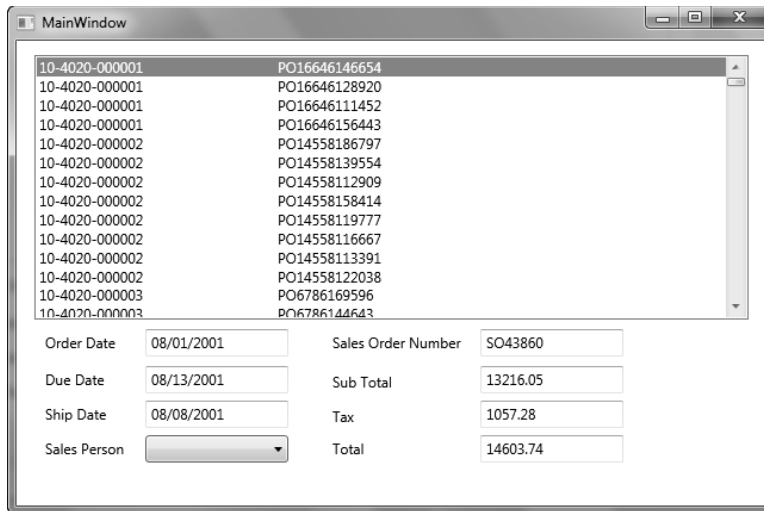 MainWindow
10-4020-000001 PO16646146654
10-4020-000001 PO16646128920
10-4020-000001 PO16646111452
10-4020-000001 PO16646156443
10-4020-000002 PO14558186797
10-4020-000002 PO14558139554
10-4020-000002 PO14558112909
10-4020-000002 PO14558158414
10-4020-000002 PO14558119777
10-4020-000002 PO14558116667
10-4020-000002 PO14558113391
10-4020-000002 PO14558122038
10-4020-000003 PO6786169596
10-4020-000003 PO6786144643
Order Date 08/01/2001 Sales Order Number SO43860
Due Date 08/13/2001 Sub Total 13216.05
Ship Date 08/08/2001 Tax 1057.28
Sales Person Total 14603.74